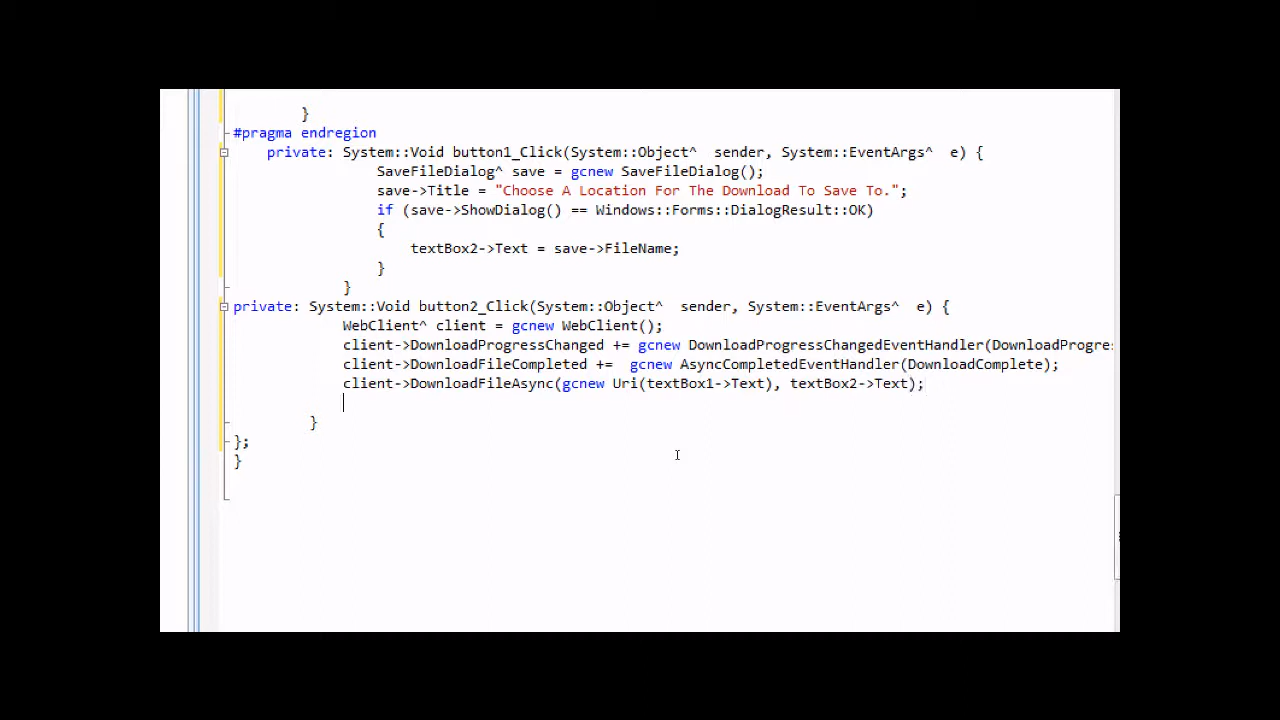 }
#pragma endregion
private: System::Void button1_Click(System::Object^  sender, System::EventArgs^  e) {
SaveFileDialog^ save = gcnew SaveFileDialog();
save->Title = "Choose A Location For The Download To Save To.";
if (save->ShowDialog() == Windows::Forms::DialogResult::OK)
{
textBox2->Text = save->FileName;
}
}
private: System::Void button2_Click(System::Object^  sender, System::EventArgs^  e) {
WebClient^ client = gcnew WebClient();
client->DownloadProgressChanged += gcnew DownloadProgressChangedEventHandler(DownloadProgres
client->DownloadFileCompleted +=  gcnew AsyncCompletedEventHandler(DownloadComplete);
client->DownloadFileAsync(gcnew Uri(textBox1->Text), textBox2->Text);
}
};
}